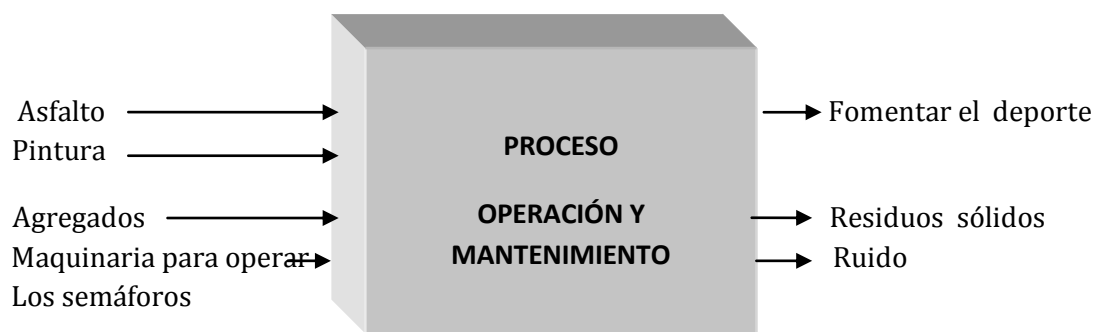 Asfalto
Pintura
Agregados
Maquinaria para operar
Los semáforos
PROCESO
OPERACIÓN Y
MANTENIMIENTO
Fomentar el deporte
Residuos sólidos
Ruido